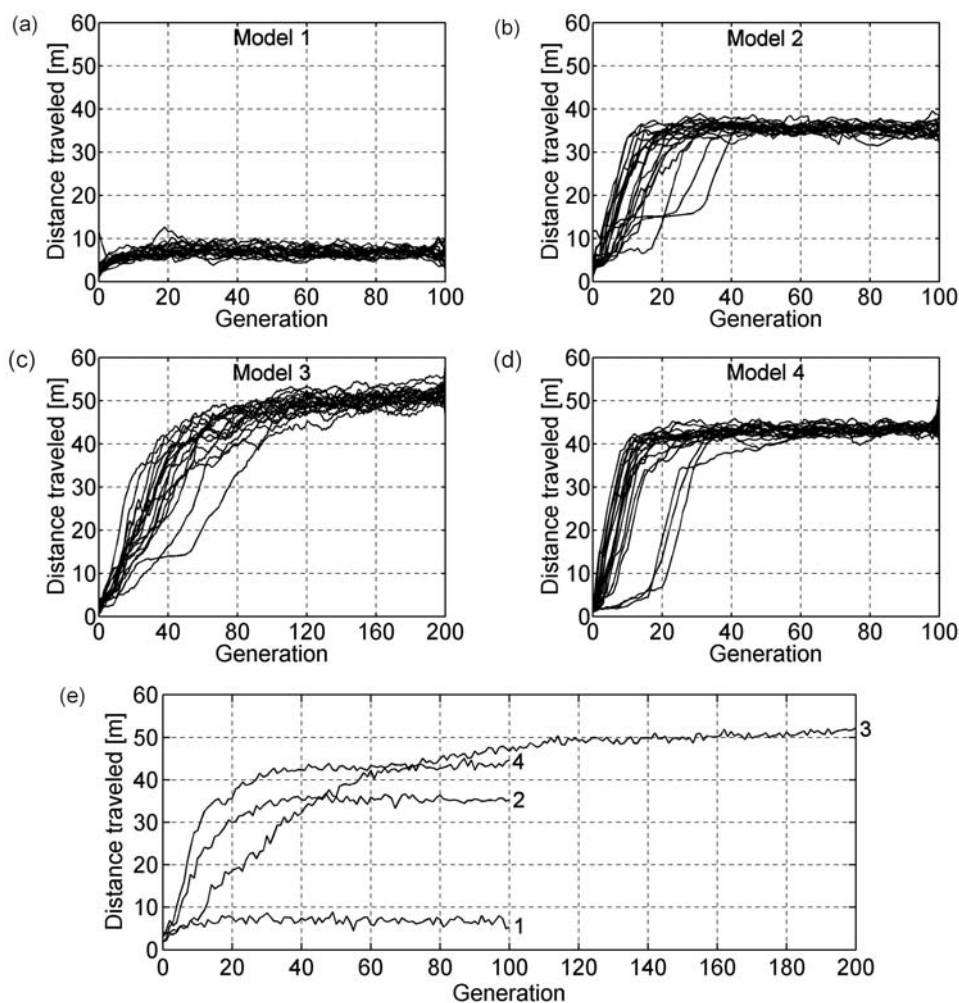 (a)
Model 1
Distance traveled [m]
60
50
40
30
20
10
0
0 20 40 60 80 100
Generation
(b)
Model 2
Distance traveled [m]
60
50
40
30
20
10
0
0 20 40 60 80 100
Generation
(c)
Model 3
Distance traveled [m]
60
50
40
30
20
10
0
0 40 80 120 160 200
Generation
(d)
Model 4
Distance traveled [m]
60
50
40
30
20
10
0
0 20 40 60 80 100
Generation
(e)
Distance traveled [m]
60
50
40
30
20
10
0
3
4
2
1
0 20 40 60 80 100 120 140 160 180 200
Generation